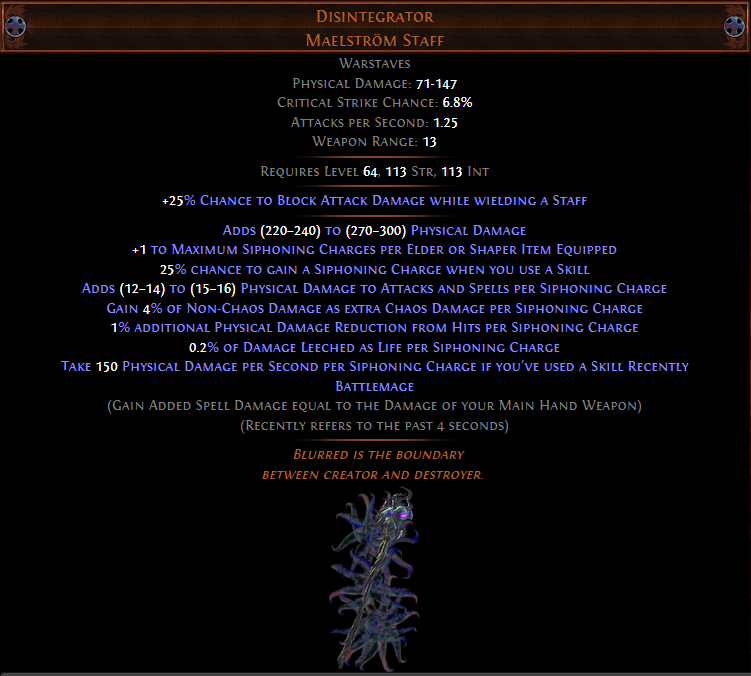 Disintegrator
Maelström Staff
Warstaves
Physical Damage: 71-147
Critical Strike Chance: 6.8%
Attacks per Second: 1.25
Weapon Range: 13
Requires Level 64, 113 Str, 113 Int
+25% Chance to Block Attack Damage while wielding a Staff
Adds (220–240) to (270–300) Physical Damage
+1 to Maximum Siphoning Charges per Elder or Shaper Item Equipped
25% chance to gain a Siphoning Charge when you use a Skill
Adds (12–14) to (15–16) Physical Damage to Attacks and Spells per Siphoning Charge
Gain 4% of Non-Chaos Damage as extra Chaos Damage per Siphoning Charge
1% additional Physical Damage Reduction from Hits per Siphoning Charge
0.2% of Damage Leeched as Life per Siphoning Charge
Take 150 Physical Damage per Second per Siphoning Charge if you've used a Skill Recently
Battlemage
(Gain Added Spell Damage equal to the Damage of your Main Hand Weapon)
(Recently refers to the past 4 seconds)
Blurred is the boundary
between creator and destroyer.